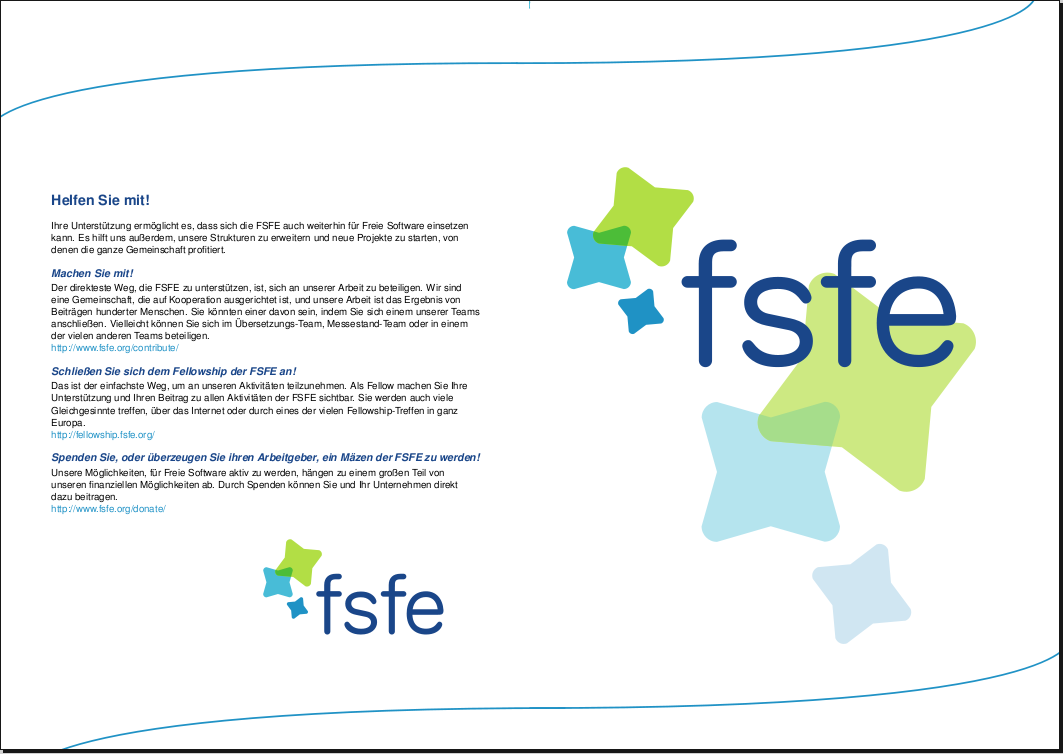 Helfen Sie mit!
Ihre Unterstützung ermöglicht es, dass sich die FSFE auch weiterhin für Freie Software einsetzen
kann. Es hilft uns außerdem, unsere Strukturen zu erweitern und neue Projekte zu starten, von
denen die ganze Gemeinschaft profitiert.
Machen Sie mit!
Der direkteste Weg, die FSFE zu unterstützen, ist, sich an unserer Arbeit zu beteiligen. Wir sind
eine Gemeinschaft, die auf Kooperation ausgerichtet ist, und unsere Arbeit ist das Ergebnis von
Beiträgen hunderter Menschen. Sie könnten einer davon sein, indem Sie sich einem unserer Teams
anschließen. Vielleicht können Sie sich im Übersetzungs-Team, Messestand-Team oder in einem
der vielen anderen Teams beteiligen.
http://www.fsfe.org/contribute/
Schließen Sie sich dem Fellowship der FSFE an!
Das ist der einfachste Weg, um an unseren Aktivitäten teilzunehmen. Als Fellow machen Sie Ihre
Unterstützung und Ihren Beitrag zu allen Aktivitäten der FSFE sichtbar. Sie werden auch viele
Gleichgesinnte treffen, über das Internet oder durch eines der vielen Fellowship-Treffen in ganz
Europa.
http://fellowship.fsfe.org/
Spenden Sie, oder überzeugen Sie ihren Arbeitgeber, ein Mäzen der FSFE zu werden!
Unsere Möglichkeiten, für Freie Software aktiv zu werden, hängen zu einem großen Teil von
unseren finanziellen Möglichkeiten ab. Durch Spenden können Sie und Ihr Unternehmen direkt
dazu beitragen.
http://www.fsfe.org/donate/
fsfe
fsfe